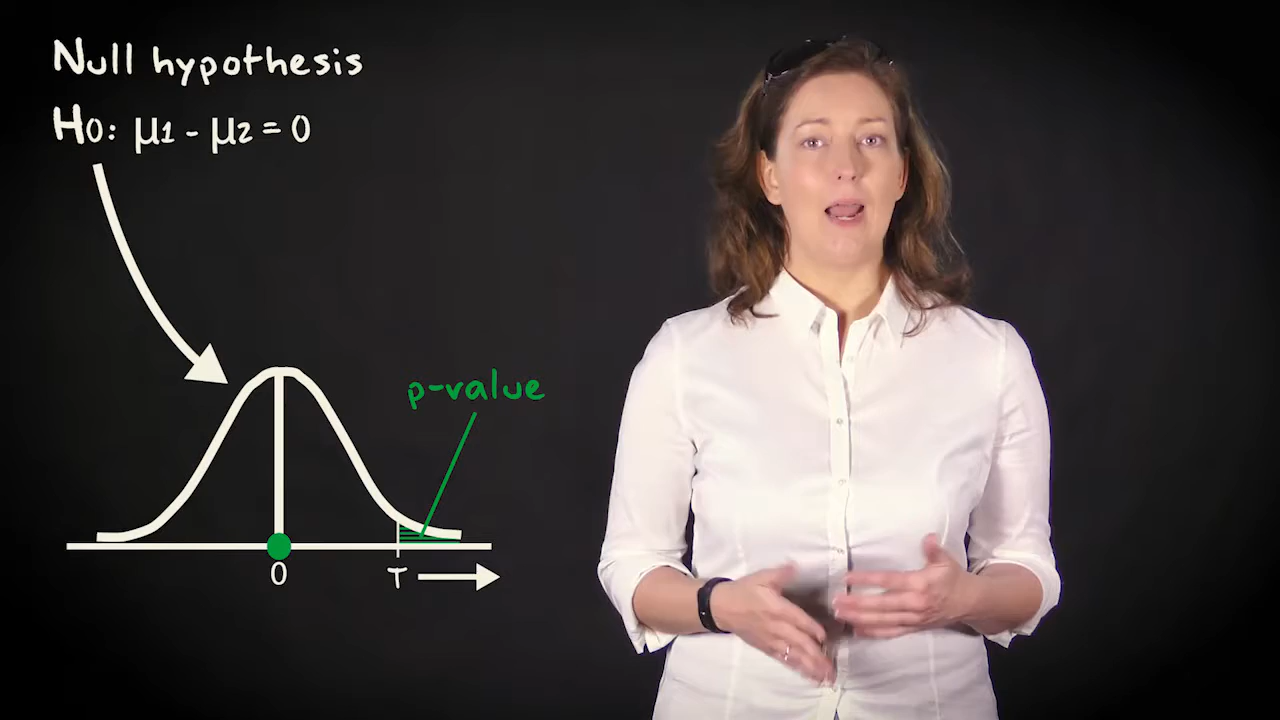 Null hypothesis
H0: μ1 - μ2 = 0
p-value
0
T